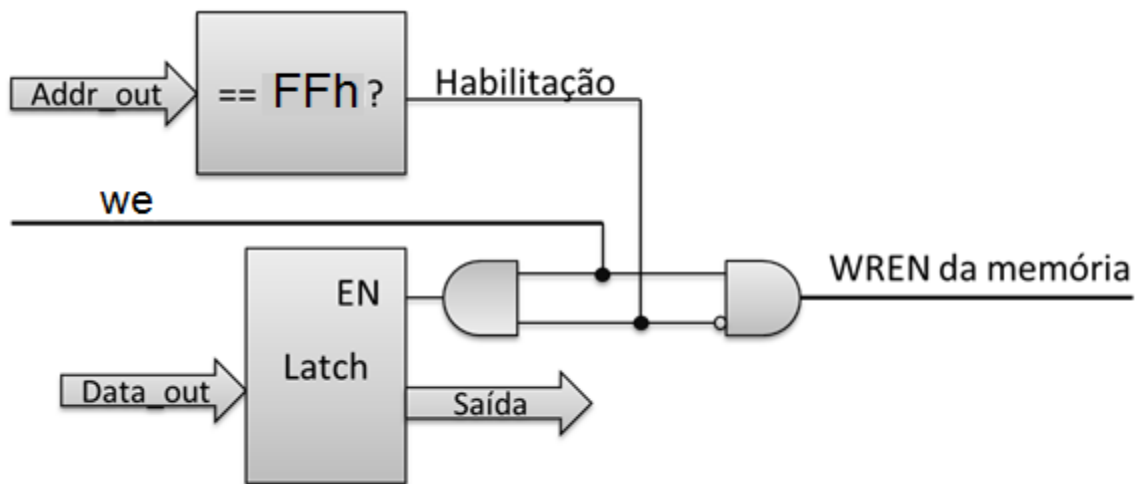 Addr_out
== FFh ?
Habilitação
we
EN
WREN da memória
Latch
Data_out
Saída